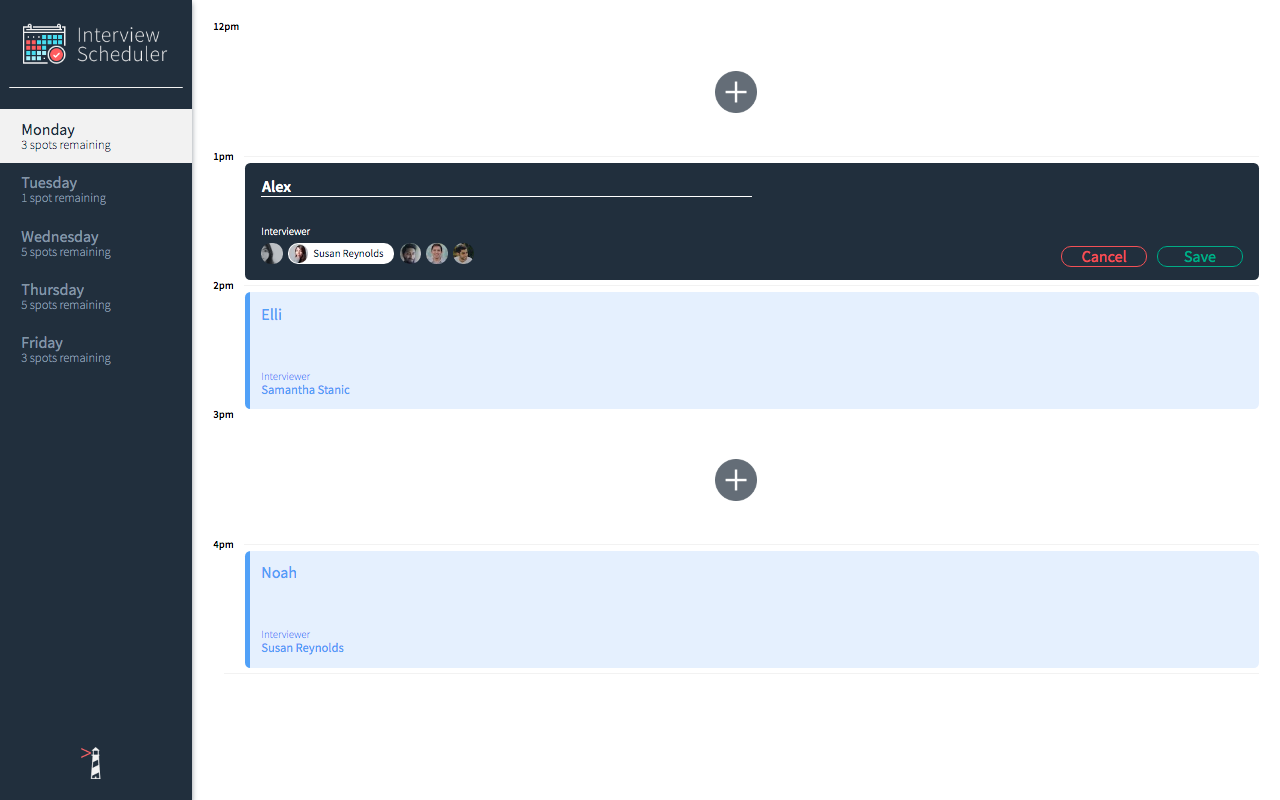 Interview
Scheduler
Monday
3 spots remaining
Tuesday
1 spot remaining
Wednesday
5 spots remaining
Thursday
5 spots remaining
Friday
3 spots remaining
12pm
1pm
Alex
Interviewer
Susan Reynolds
Cancel
Save
2pm
Elli
Interviewer
Samantha Stanic
3pm
4pm
Noah
Interviewer
Susan Reynolds